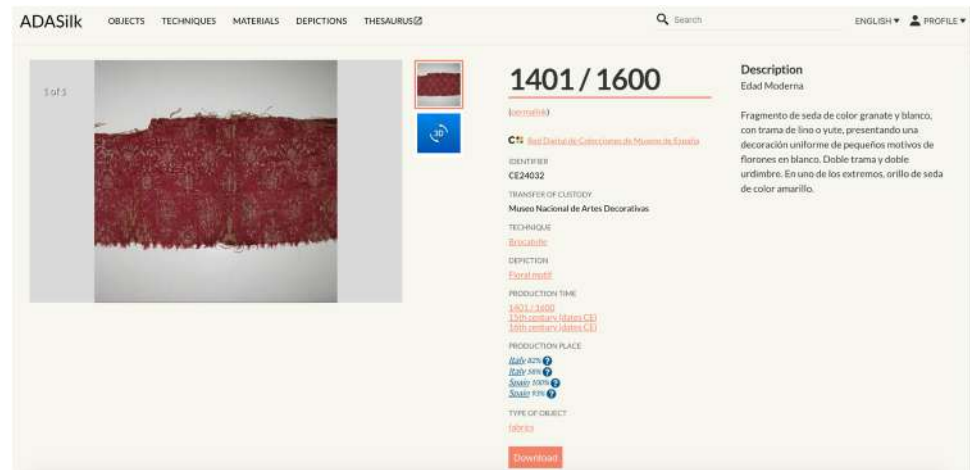 ADASilk
OBJECTS TECHNIQUES MATERIALS DEPICTIONS THESAURUS
Search
ENGLISH PROFILE
3D
1401 / 1600
(permalink)
Red Digital de Colecciones de Museos de España
IDENTIFIER
CE24032
TRANSFER OF CUSTODY
Museo Nacional de Artes Decorativas
TECHNIQUE
Brocatelle
DEPICTION
Floral motif
PRODUCTION TIME
1401 / 1600
15th century (dates CE)
16th century (dates CE)
PRODUCTION PLACE
Italy 82%
Italy
Spain 100%
Spain 93%
TYPE OF OBJECT
fabrics
Download
Description
Edad Moderna
Fragmento de seda de color granate y blanco,
con trama de lino o yute, presentando una
decoración uniforme de pequeños motivos de
florones en blanco. Doble trama y doble
urdimbre. En uno de los extremos, orillo de seda
de color amarillo.